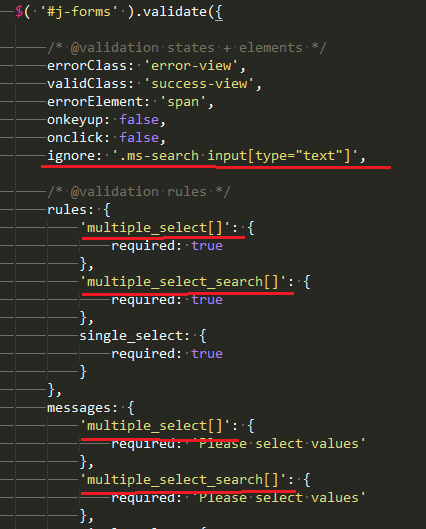 $( '#j-forms' ).validate({
/* @validation states + elements */
errorClass: 'error-view',
validClass: 'success-view',
errorElement: 'span',
onkeyup: false,
onclick: false,
ignore: '.ms-search input[type="text"]',
/* @validation rules */
rules: {
'multiple_select[]': {
required: true
},
'multiple_select_search[]': {
required: true
},
single_select: {
required: true
}
},
messages: {
'multiple_select[]': {
required: 'Please select values'
},
'multiple_select_search[]': {
required: 'Please select values'
},